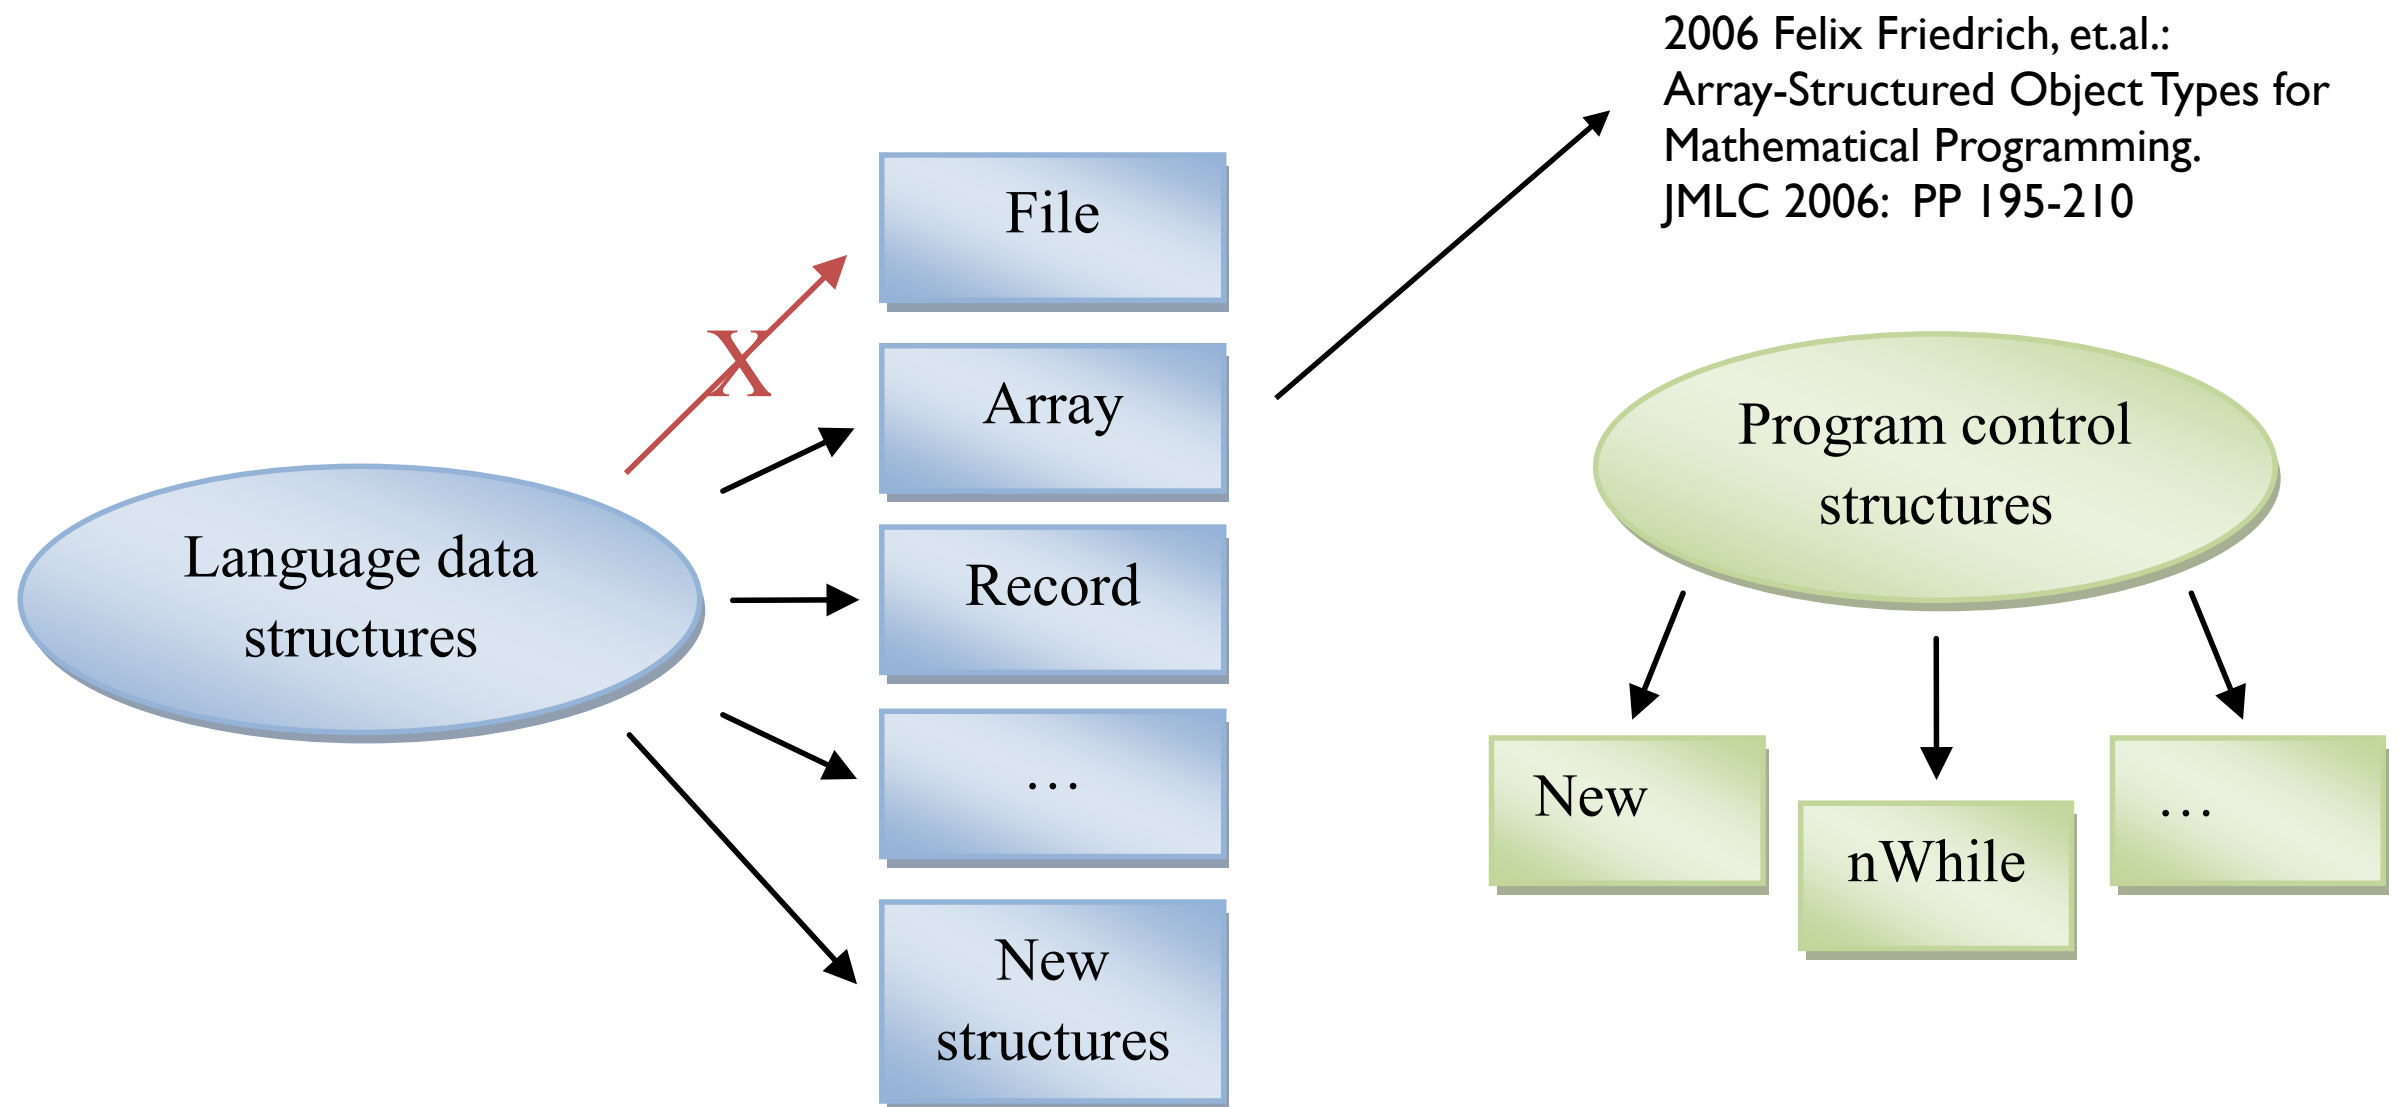 2006 Felix Friedrich, et.al.:
Array-Structured Object Types for
Mathematical Programming.
JMLC 2006: PP 195-210
File
X
Array
Language data
structures
Record
…
New
structures
Program control
structures
New
nWhile
…